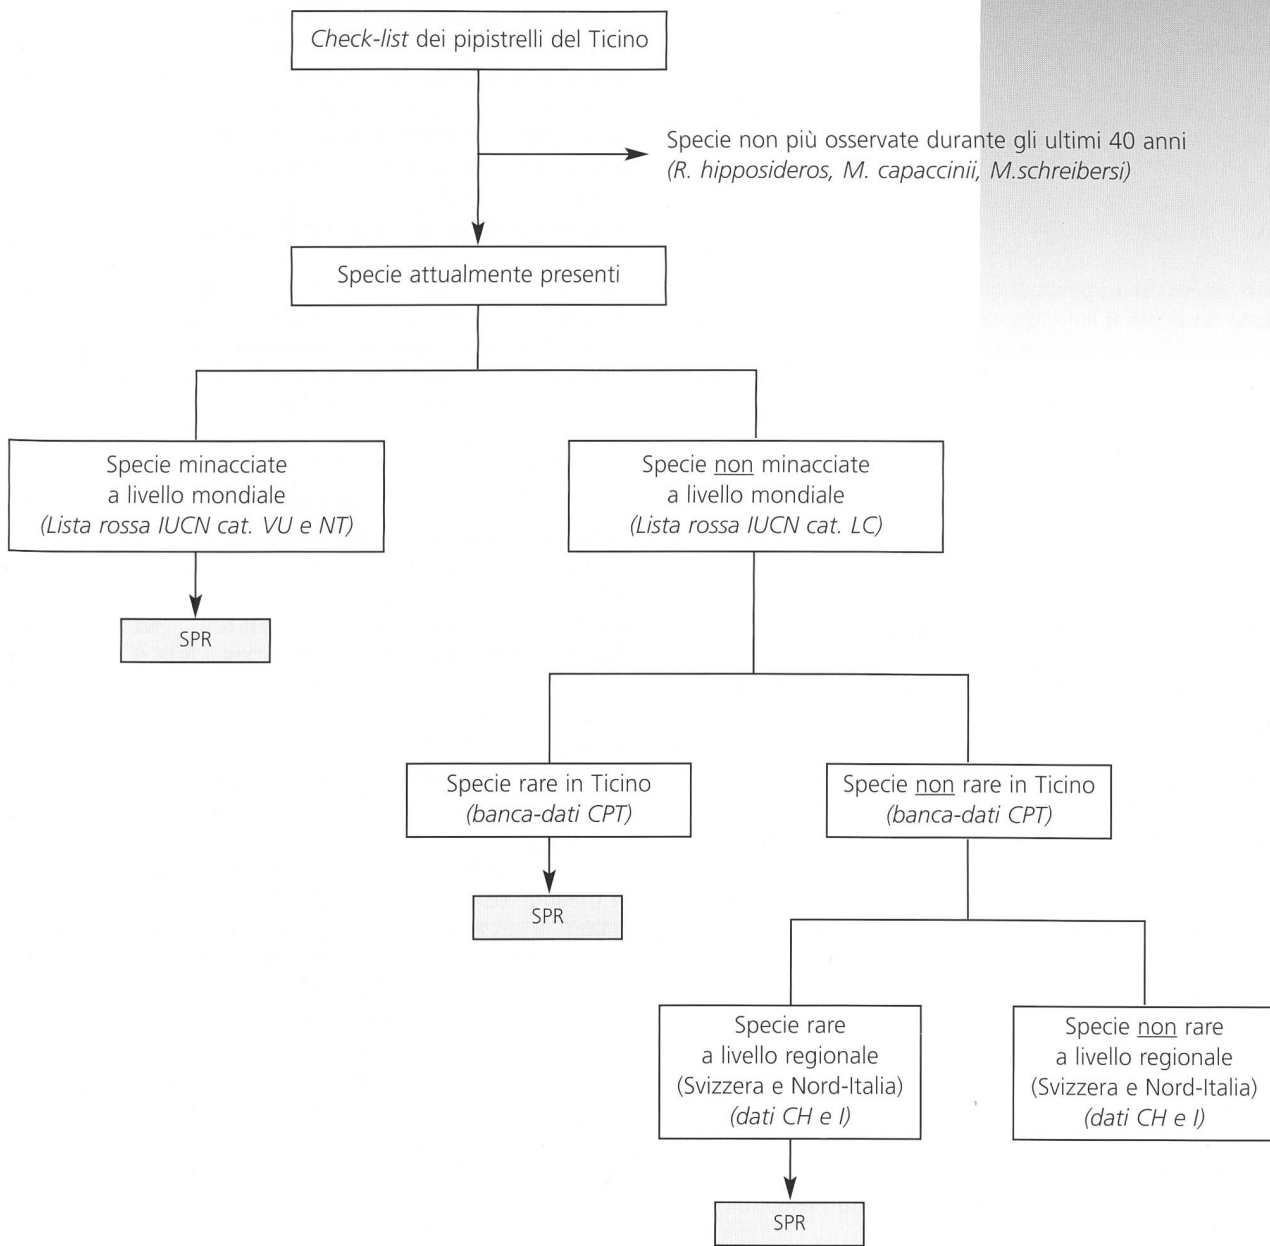 Check-list dei pipistrelli del Ticino
Specie non più osservate durante gli ultimi 40 anni
(R. hipposideros, M. capaccinii, M.schreibersi)
Specie attualmente presenti
Specie minacciate
a livello mondiale
(Lista rossa IUCN cat. VU e NT)
Specie non minacciate
a livello mondiale
(Lista rossa IUCN cat. LC)
SPR
Specie rare in Ticino
(banca-dati CPT)
Specie non rare in Ticino
(banca-dati CPT)
SPR
Specie rare
a livello regionale
(Svizzera e Nord-Italia)
(dati CH e I)
Specie non rare
a livello regionale
(Svizzera e Nord-Italia)
(dati CH e I)
SPR